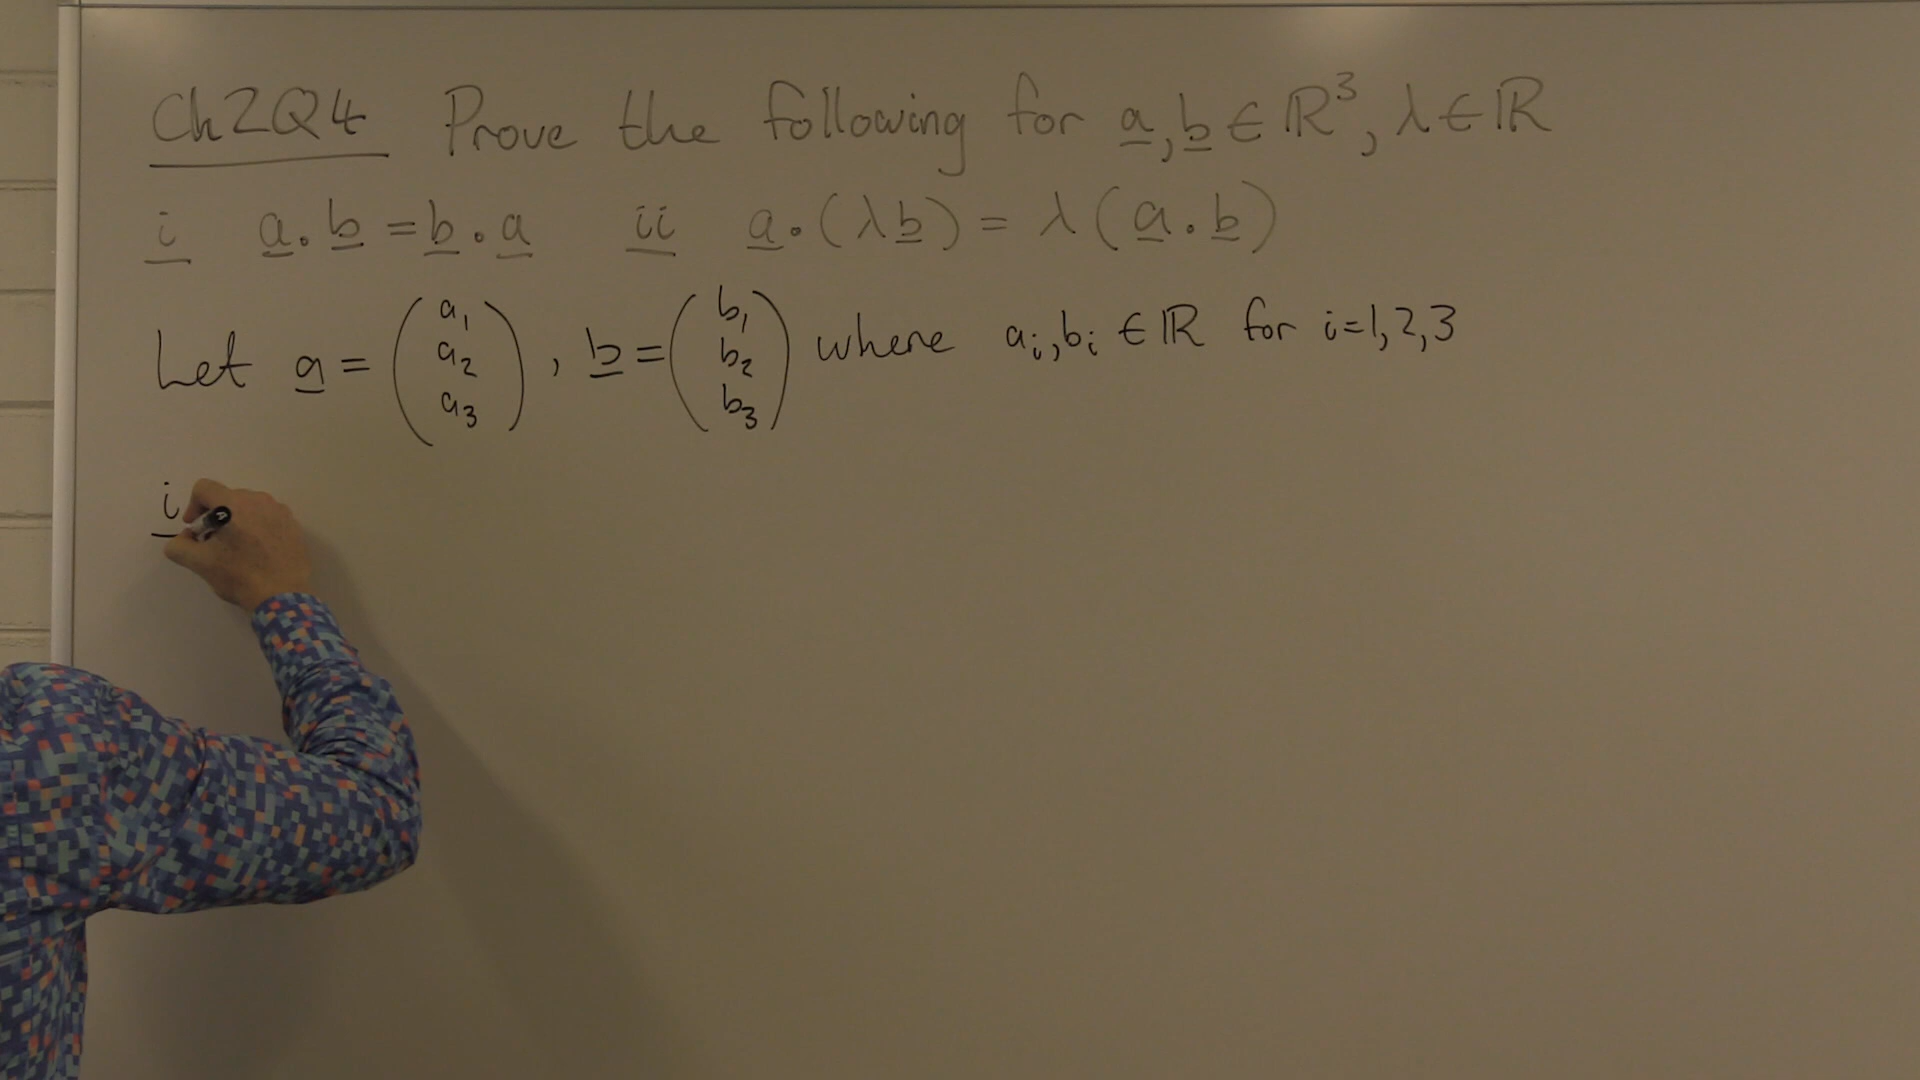 Ch2Q4 Prove the following for a, b ∈ ℝ³, λ ∈ ℝ
i a.b = b.a ii a.(λb) = λ(a.b)
Let a = (a₁ a₂ a₃), b = (b₁ b₂ b₃) where aᵢ, bᵢ ∈ ℝ for i=1,2,3
i